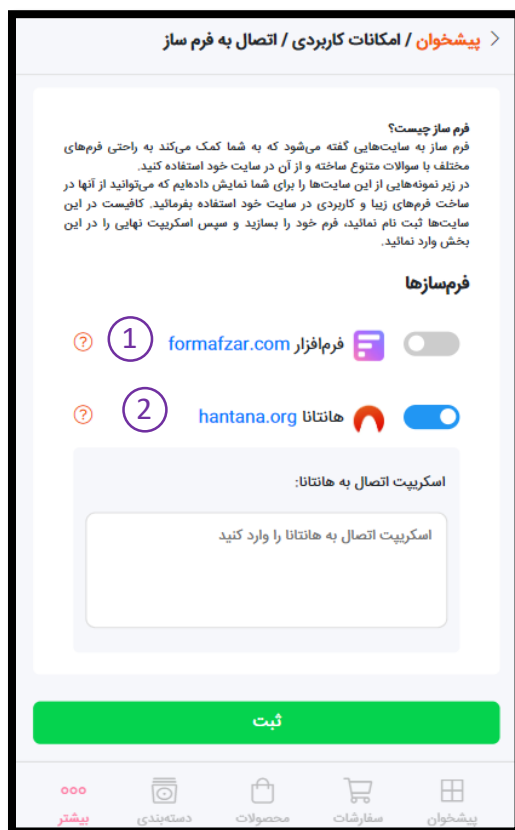 پیشخوان / امکانات کاربردی / اتصال به فرم ساز
فرم ساز چیست؟
فرم ساز به سایت‌هایی گفته می‌شود که به شما کمک می‌کند به راحتی فرم‌های
مختلف با سوالات متنوع ساخته و از آن در سایت خود استفاده کنید.
در زیر نمونه‌هایی از این سایت‌ها را برای شما نمایش داده‌ایم که می‌توانید از آنها در
ساخت فرم‌های زیبا و کاربردی در سایت خود استفاده بفرمائید. کافیست در این
سایت‌ها ثبت نام نمائید، فرم خود را بسازید و سپس اسکریپت نهایی را در این
بخش وارد نمائید.
فرم‌سازها
فرم‌افزار formafzar.com 1 ?
هانتانا hantana.org 2 ?
اسکریپت اتصال به هانتانا:
اسکریپت اتصال به هانتانا را وارد کنید
ثبت
پیشخوان سفارشات محصولات دسته‌بندی بیشتر